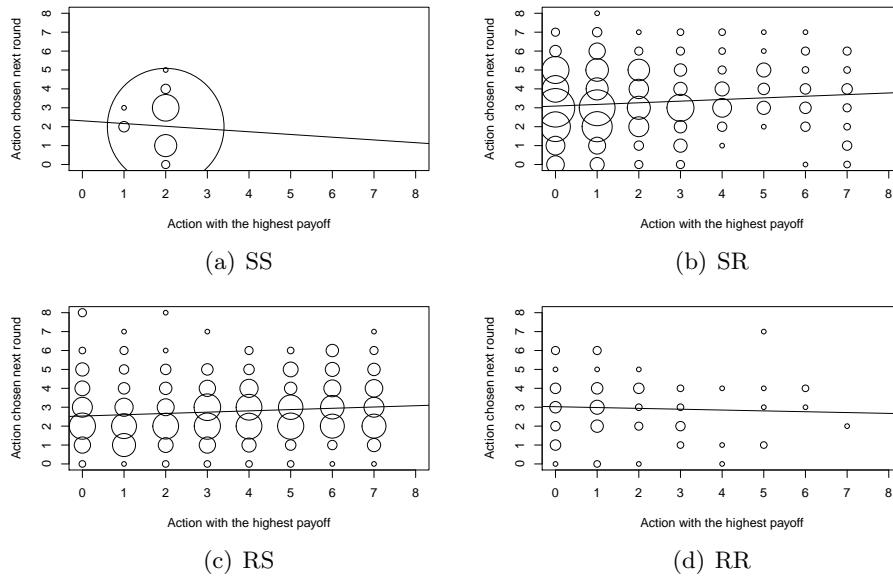 Action chosen next round
8
7
6
5
4
3
2
1
0
0 1 2 3 4 5 6 7 8
Action with the highest payoff
(a) SS
Action chosen next round
8
7
6
5
4
3
2
1
0
0 1 2 3 4 5 6 7 8
Action with the highest payoff
(b) SR
Action chosen next round
8
7
6
5
4
3
2
1
0
0 1 2 3 4 5 6 7 8
Action with the highest payoff
(c) RS
Action chosen next round
8
7
6
5
4
3
2
1
0
0 1 2 3 4 5 6 7 8
Action with the highest payoff
(d) RR